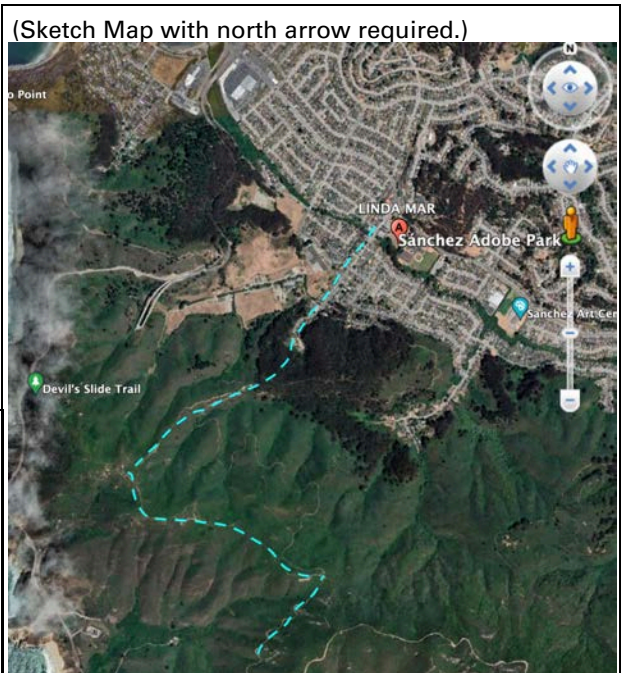 (Sketch Map with north arrow required.)
N
o Point
LINDA MAR
A
Sánchez Adobe Park
Sanchez Art Cen
Devil's Slide Trail